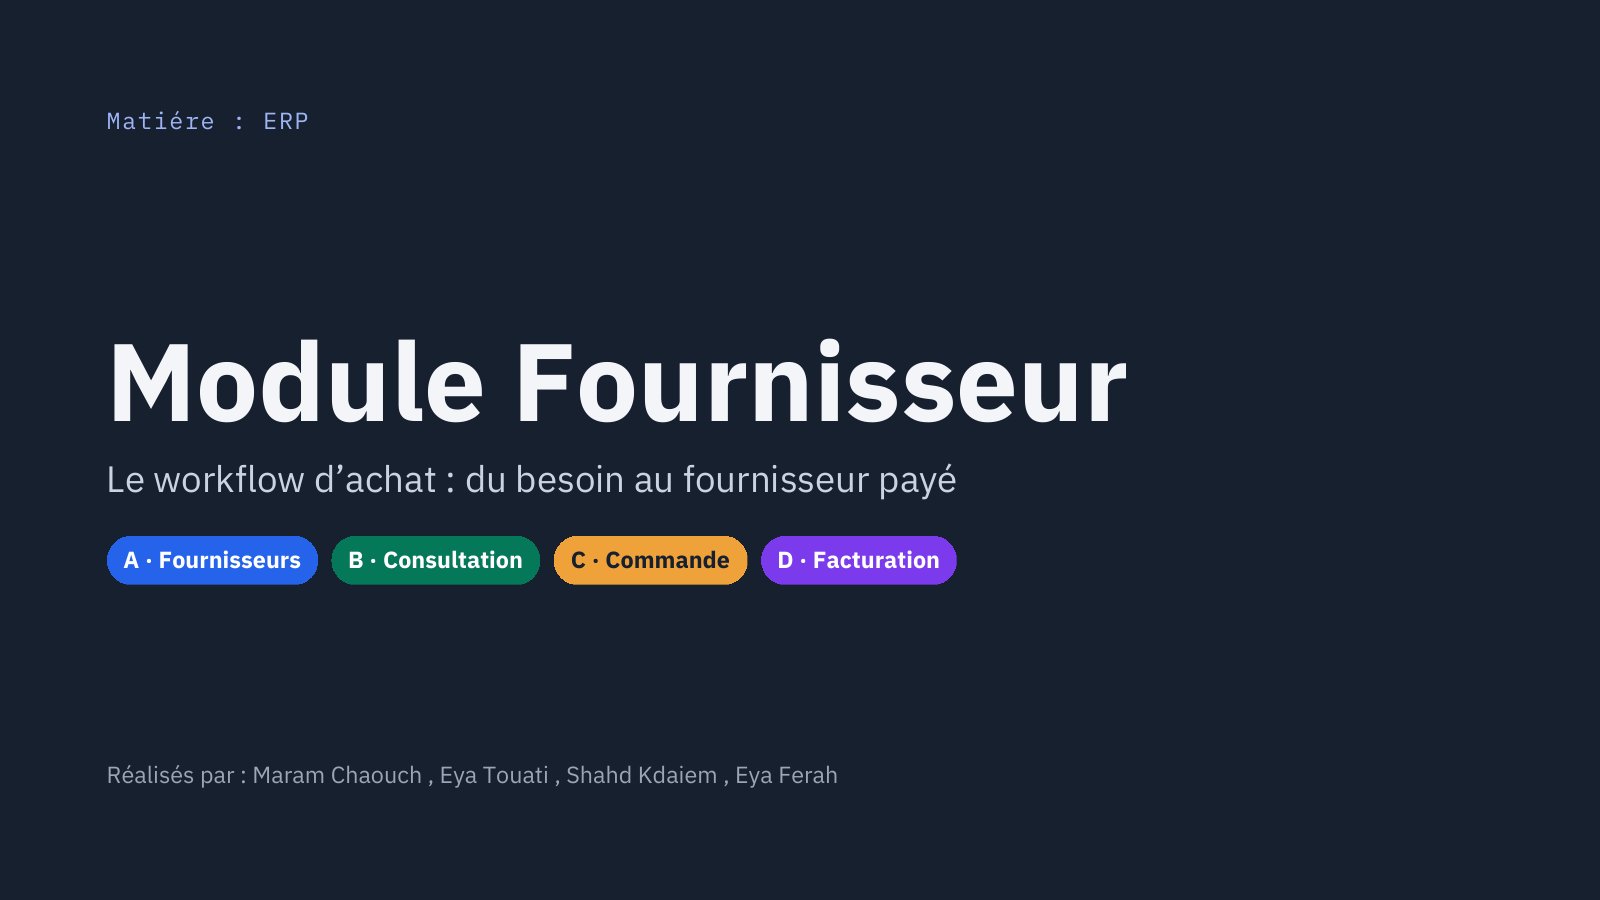 Matiére : ERP
Module Fournisseur
Le workflow d’achat : du besoin au fournisseur payé
A · Fournisseurs B · Consultation C · Commande D · Facturation
Réalisés par : Maram Chaouch , Eya Touati , Shahd Kdaiem , Eya Ferah